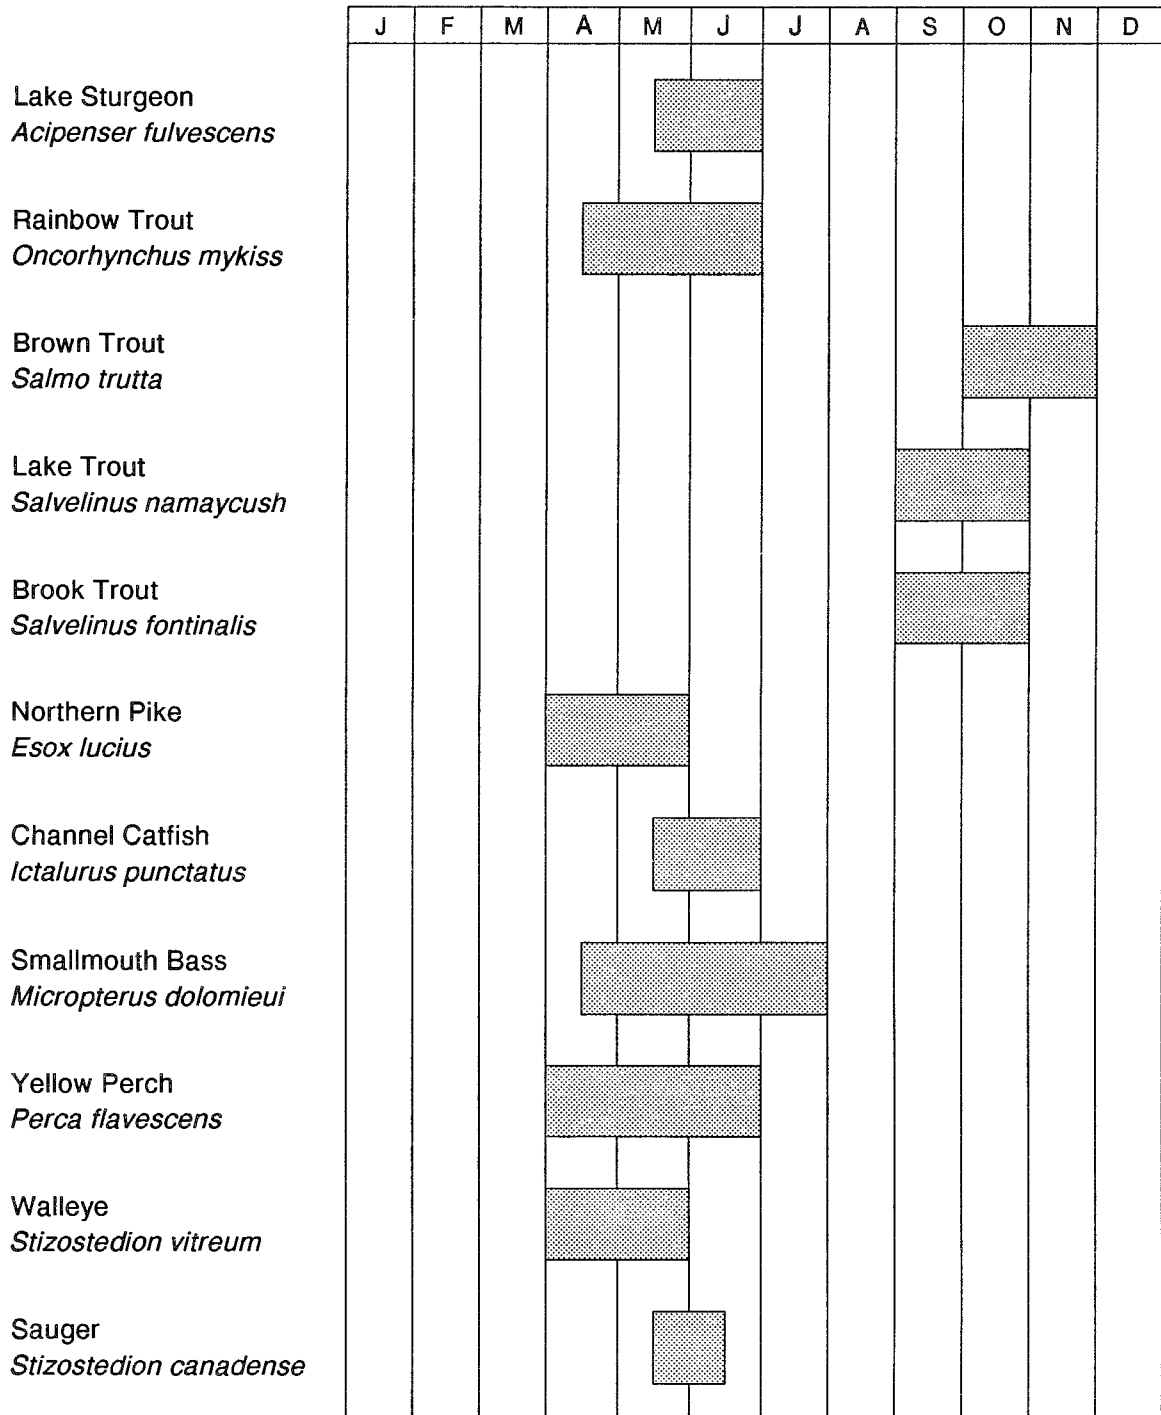 J F M A M J J A S O N D
Lake Sturgeon
Acipenser fulvescens
Rainbow Trout
Oncorhynchus mykiss
Brown Trout
Salmo trutta
Lake Trout
Salvelinus namaycush
Brook Trout
Salvelinus fontinalis
Northern Pike
Esox lucius
Channel Catfish
Ictalurus punctatus
Smallmouth Bass
Micropterus dolomieui
Yellow Perch
Perca flavescens
Walleye
Stizostedion vitreum
Sauger
Stizostedion canadense